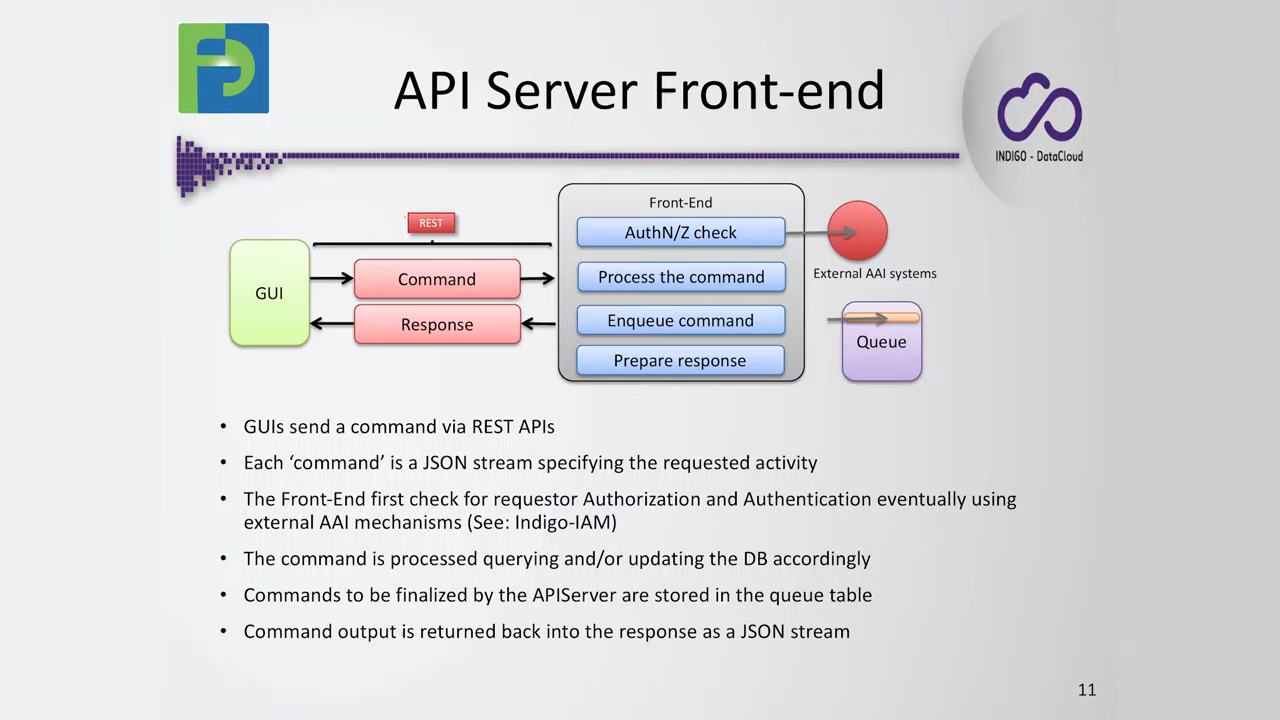 API Server Front-end
INDIGO - DataCloud
REST
GUI
Command
Response
Front-End
AuthN/Z check
Process the command
Enqueue command
Prepare response
External AAI systems
Queue
• GUIs send a command via REST APIs
• Each ‘command’ is a JSON stream specifying the requested activity
• The Front-End first check for requestor Authorization and Authentication eventually using
external AAI mechanisms (See: Indigo-IAM)
• The command is processed querying and/or updating the DB accordingly
• Commands to be finalized by the APIServer are stored in the queue table
• Command output is returned back into the response as a JSON stream
11